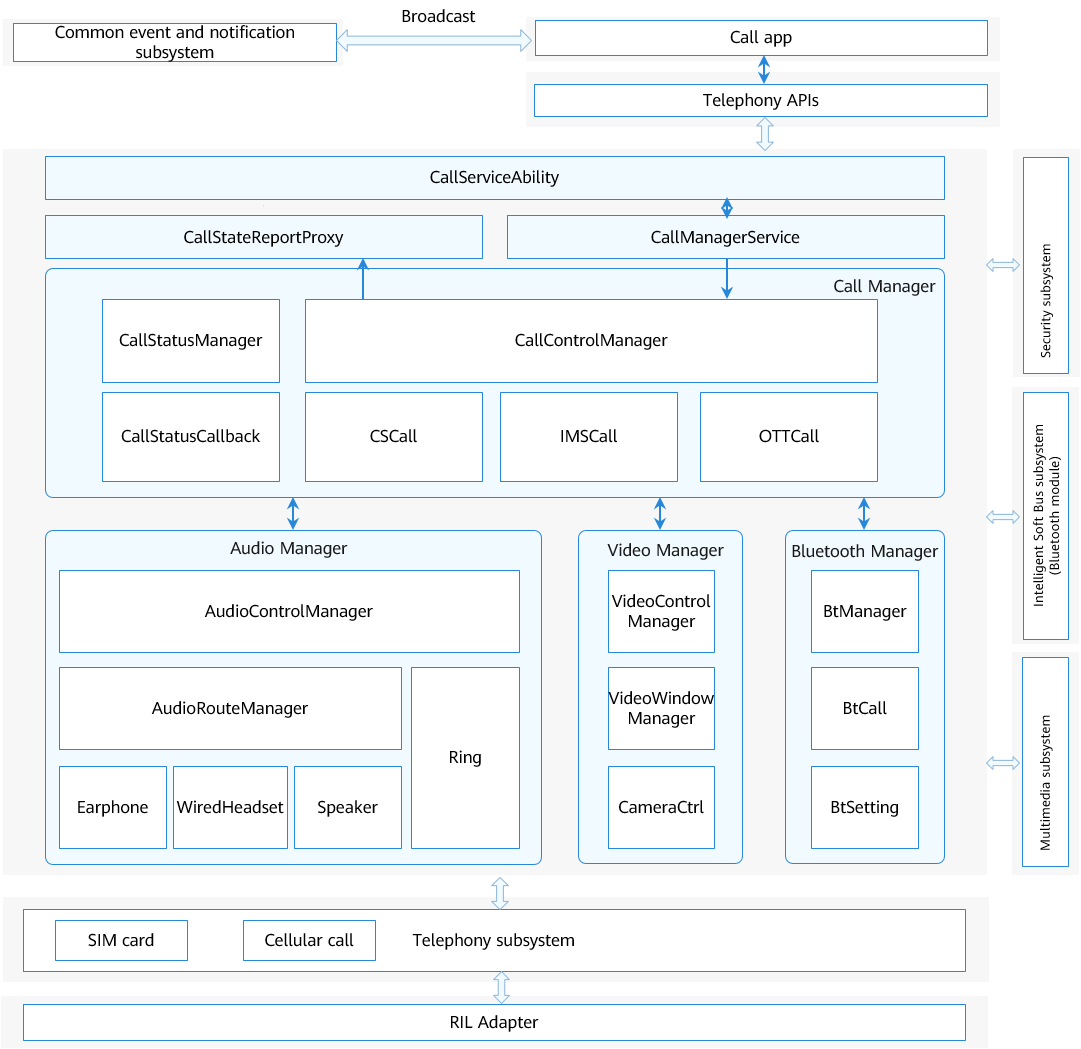 Broadcast
Common event and notification
subsystem
Call app
Telephony APIs
CallServiceAbility
CallStateReportProxy
CallManagerService
Call Manager
CallStatusManager
CallControlManager
CallStatusCallback
CSCall
IMSCall
OTTCall
Audio Manager
AudioControlManager
AudioRouteManager
Ring
Earphone
WiredHeadset
Speaker
Video Manager
VideoControl
Manager
VideoWindow
Manager
CameraCtrl
Bluetooth Manager
BtManager
BtCall
BtSetting
Security subsystem
Intelligent Soft Bus subsystem
(Bluetooth module)
Multimedia subsystem
SIM card
Cellular call
Telephony subsystem
RIL Adapter